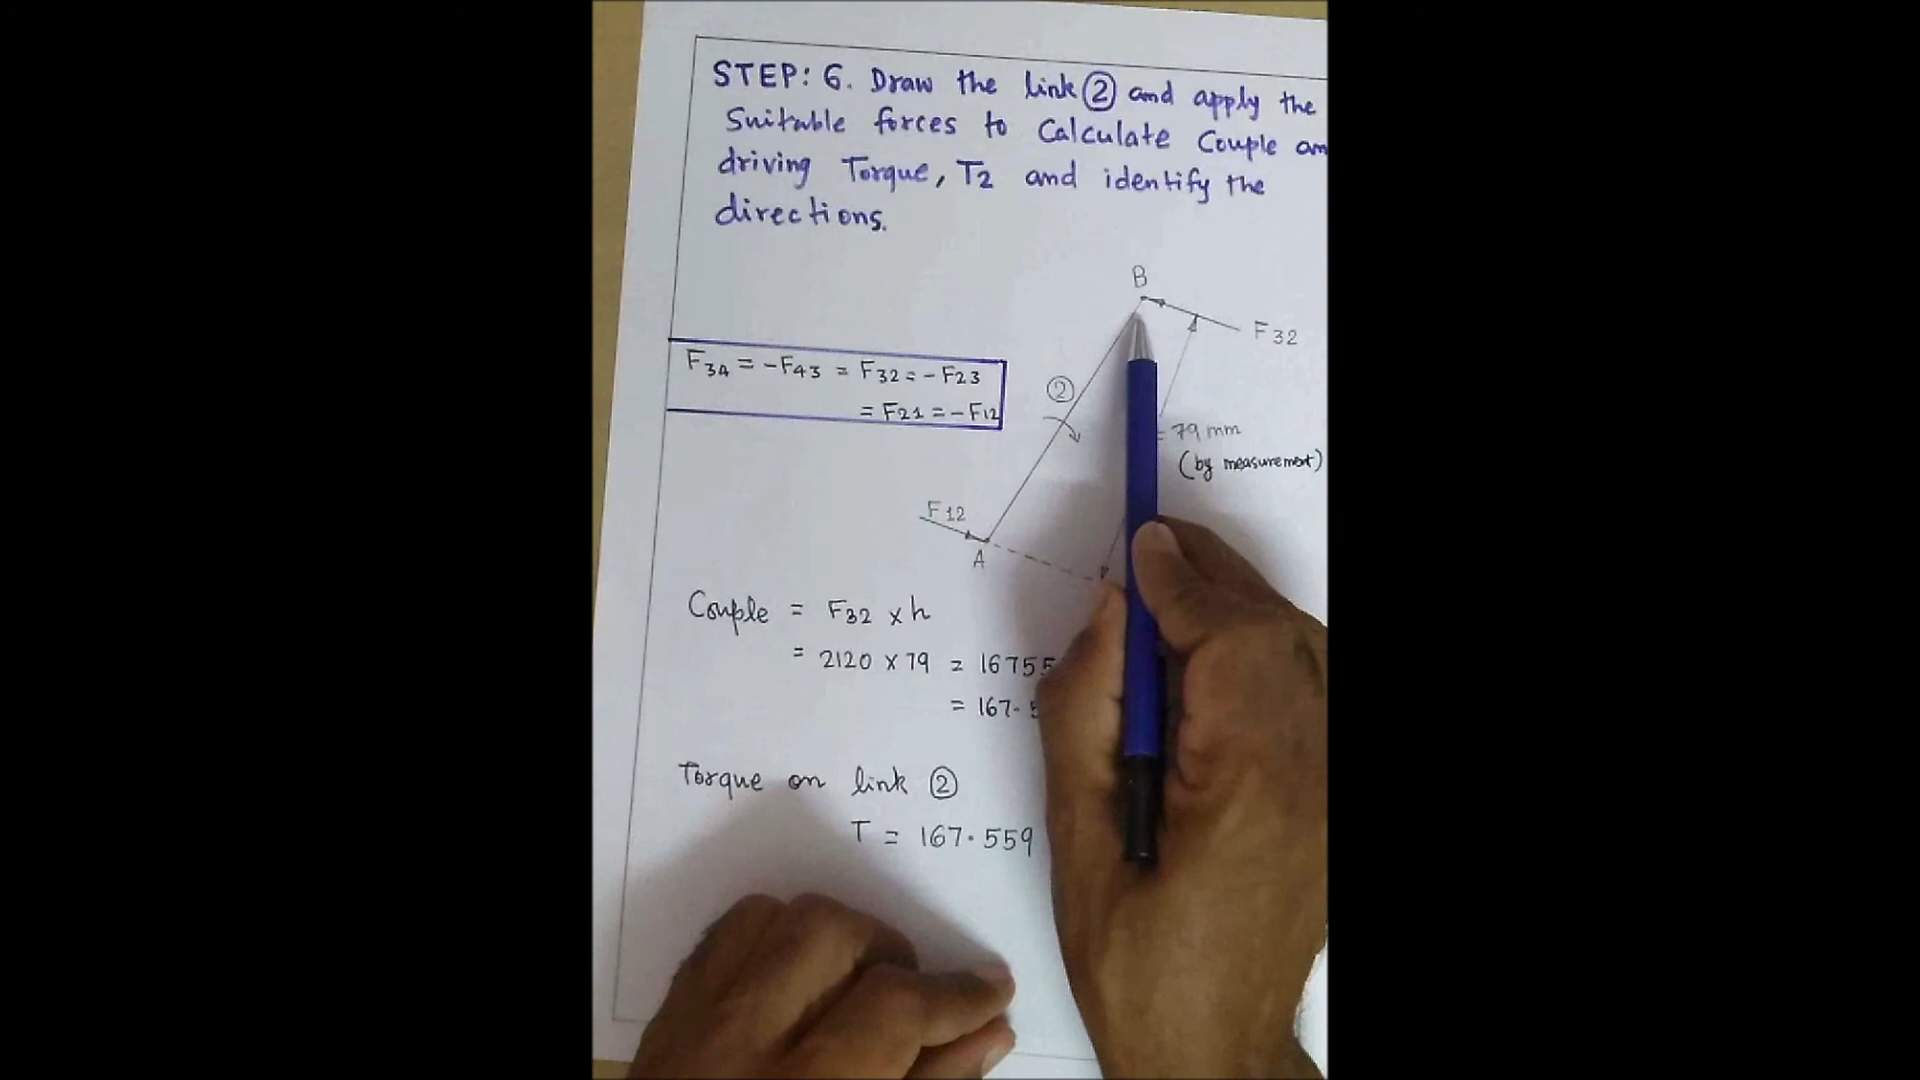 STEP: 6. Draw the link ② and apply the
Suitable forces to Calculate Couple an
driving Torque, T2 and identify the
directions.
B
F32
F34 = -F43 = F32 = -F23
= F21 = -F12
②
= 79 mm
(by measurement)
F12
A
Couple = F32 x h
= 2120 x 79 = 1675
= 167.
Torque on link ②
T = 167.559